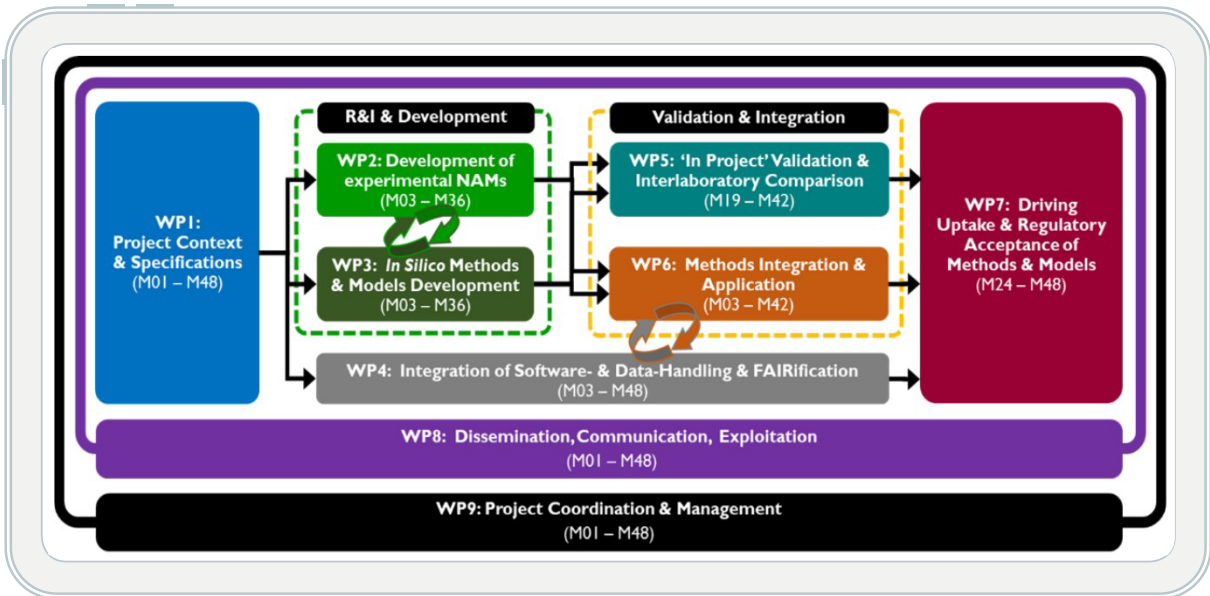 WP1:
Project Context
& Specifications
(M01 – M48)
R&I & Development
WP2: Development of
experimental NAMs
(M03 – M36)
WP3: In Silico Methods
& Models Development
(M03 – M36)
Validation & Integration
WP5: ‘In Project’ Validation &
Interlaboratory Comparison
(M19 – M42)
WP6: Methods Integration &
Application
(M03 – M42)
WP4: Integration of Software- & Data-Handling & FAIRification
(M03 – M48)
WP7: Driving
Uptake & Regulatory
Acceptance of
Methods & Models
(M24 – M48)
WP8: Dissemination, Communication, Exploitation
(M01 – M48)
WP9: Project Coordination & Management
(M01 – M48)